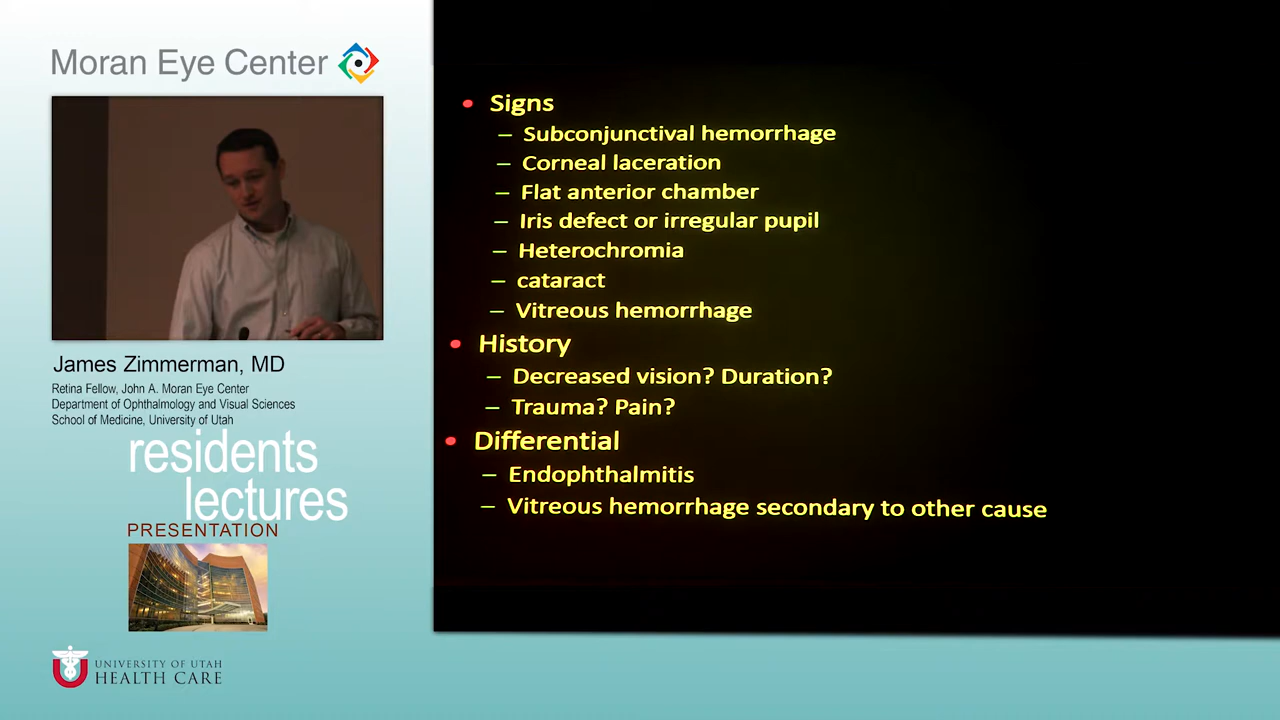 Moran Eye Center
James Zimmerman, MD
Retina Fellow, John A. Moran Eye Center
Department of Ophthalmology and Visual Sciences
School of Medicine, University of Utah
residents
lectures
PRESENTATION
UNIVERSITY OF UTAH
HEALTH CARE
• Signs
– Subconjunctival hemorrhage
– Corneal laceration
– Flat anterior chamber
– Iris defect or irregular pupil
– Heterochromia
– cataract
– Vitreous hemorrhage
• History
– Decreased vision? Duration?
– Trauma? Pain?
• Differential
– Endophthalmitis
– Vitreous hemorrhage secondary to other cause